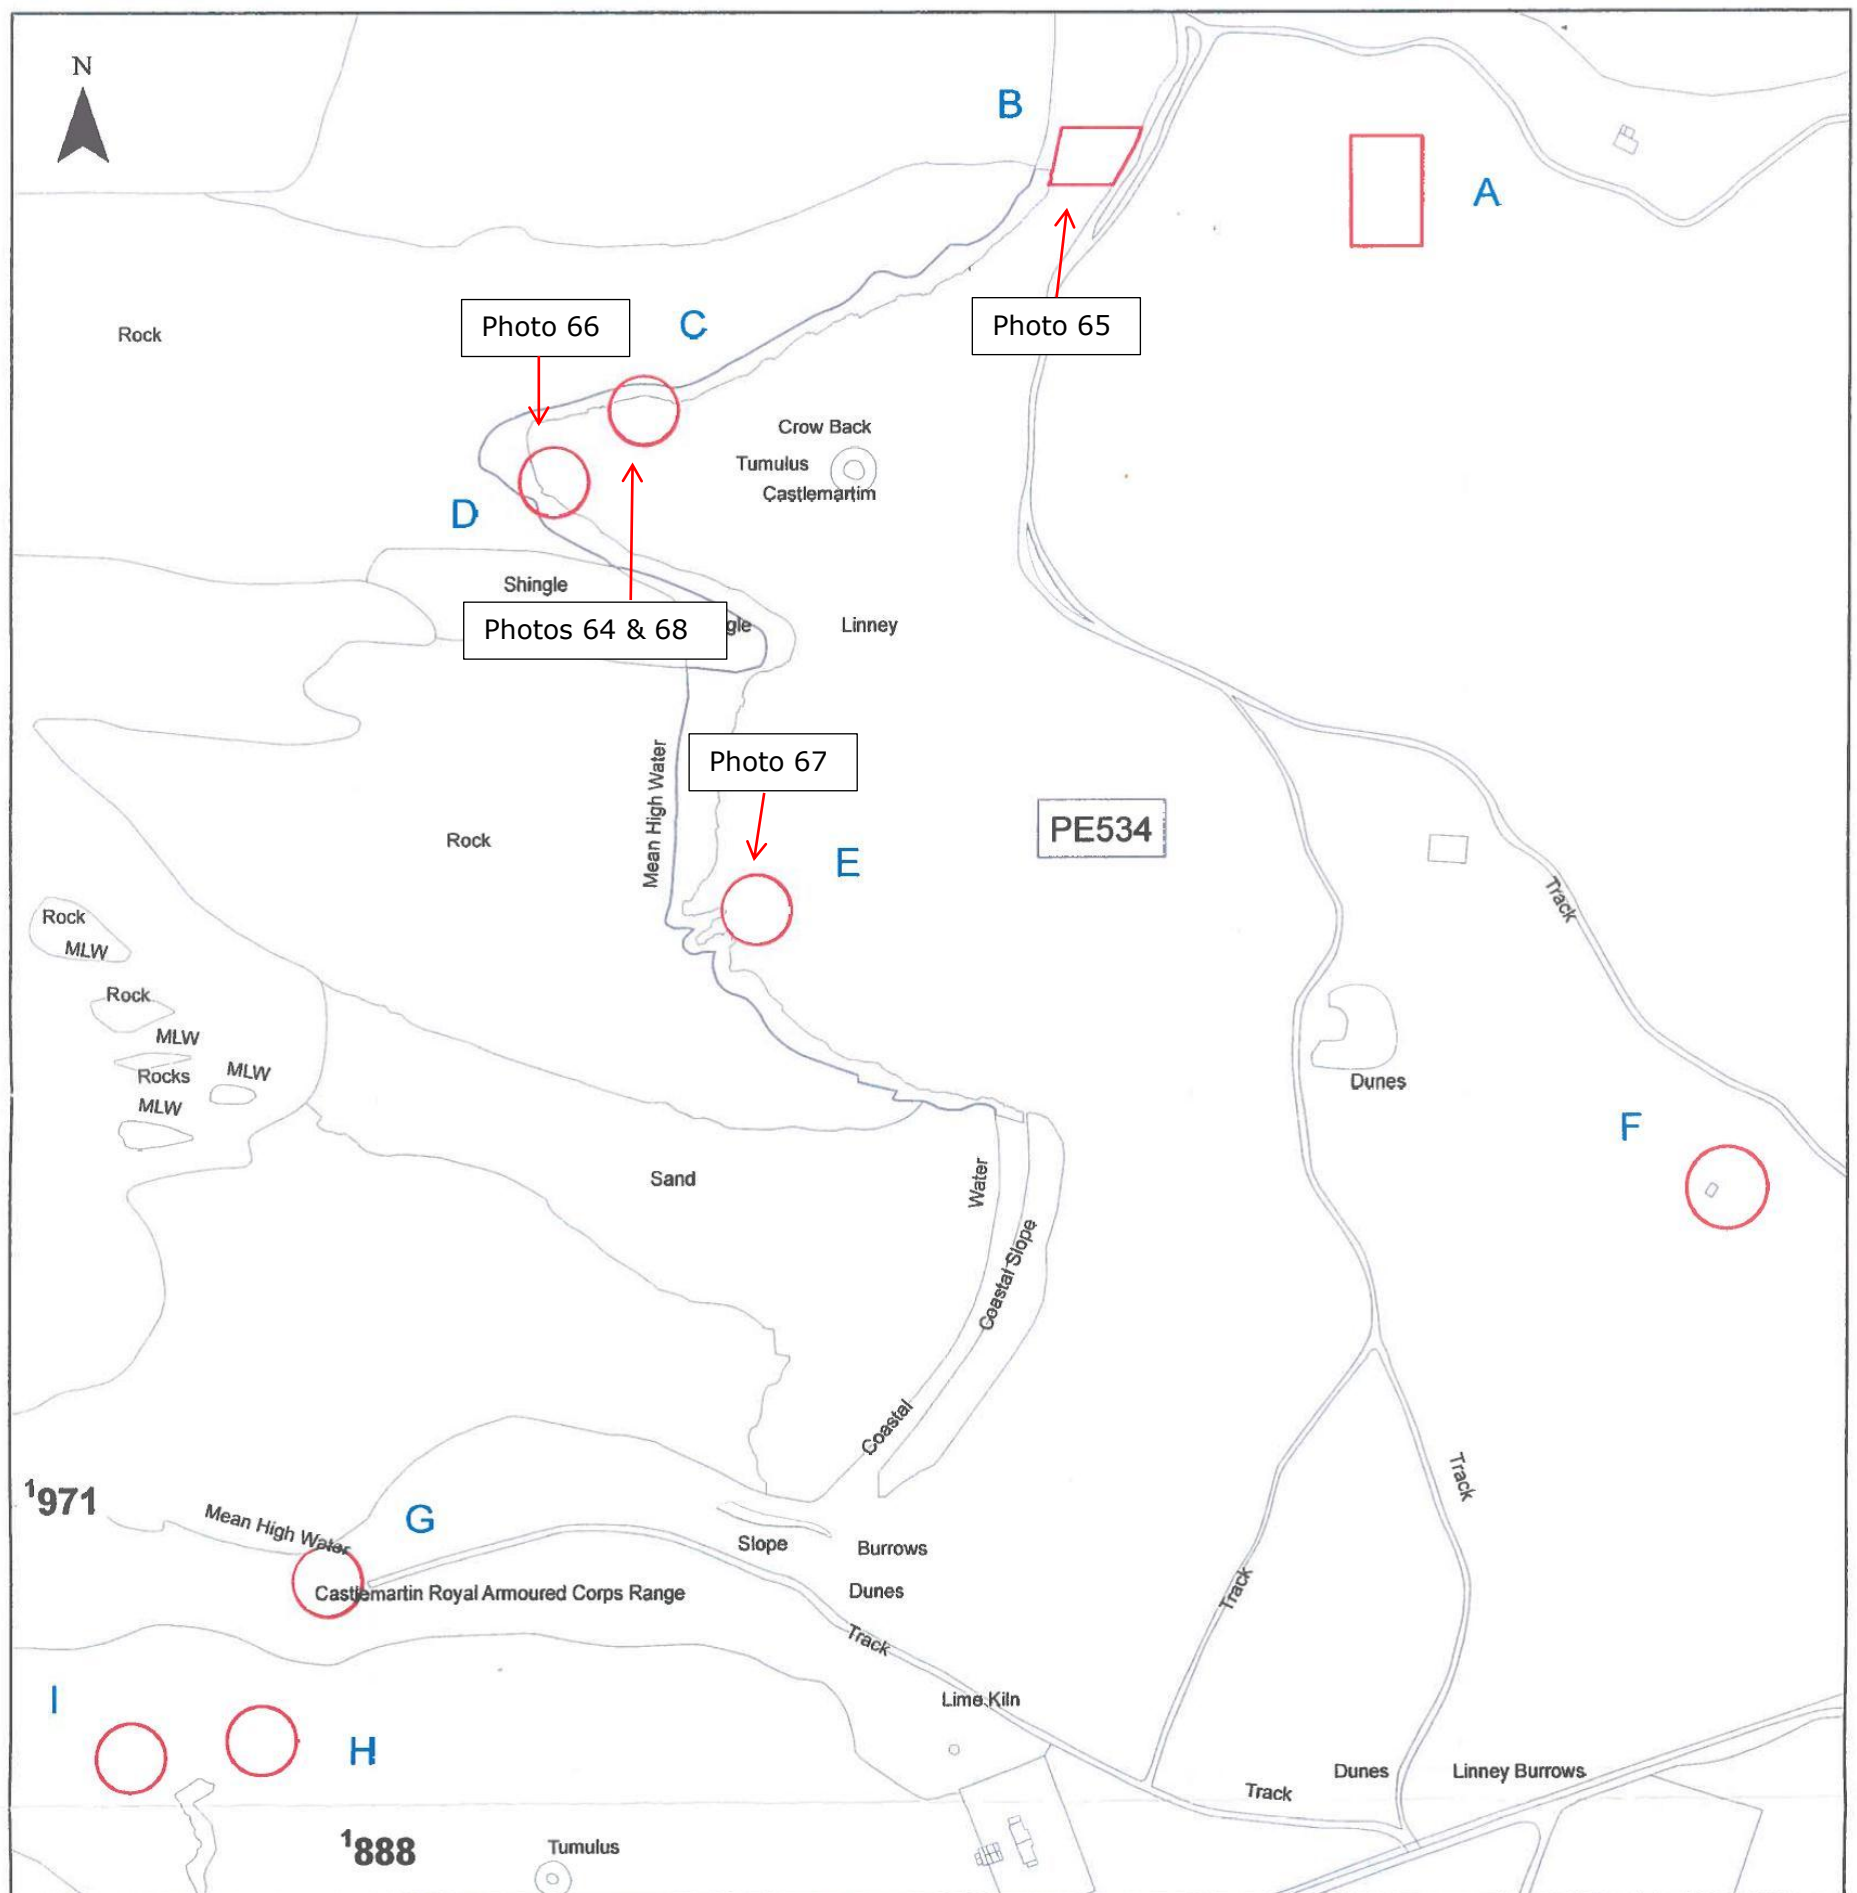 N
B
A
Photo 66
C
Photo 65
Rock
Crow Back
Tumulus
Castlemartim
D
Shingle
Photos 64 & 68
gle
Linney
Mean High Water
Photo 67
PE534
Rock
E
Track
Rock
MLW
Rock
MLW
Rocks
MLW
MLW
Dunes
F
Sand
Water
Coastal Slope
Coastal
Track
1971
Mean High Water
G
Slope
Burrows
Castlemartin Royal Armoured Corps Range
Dunes
Track
Track
Lime Kiln
I
H
Dunes
Linney Burrows
Track
1888
Tumulus